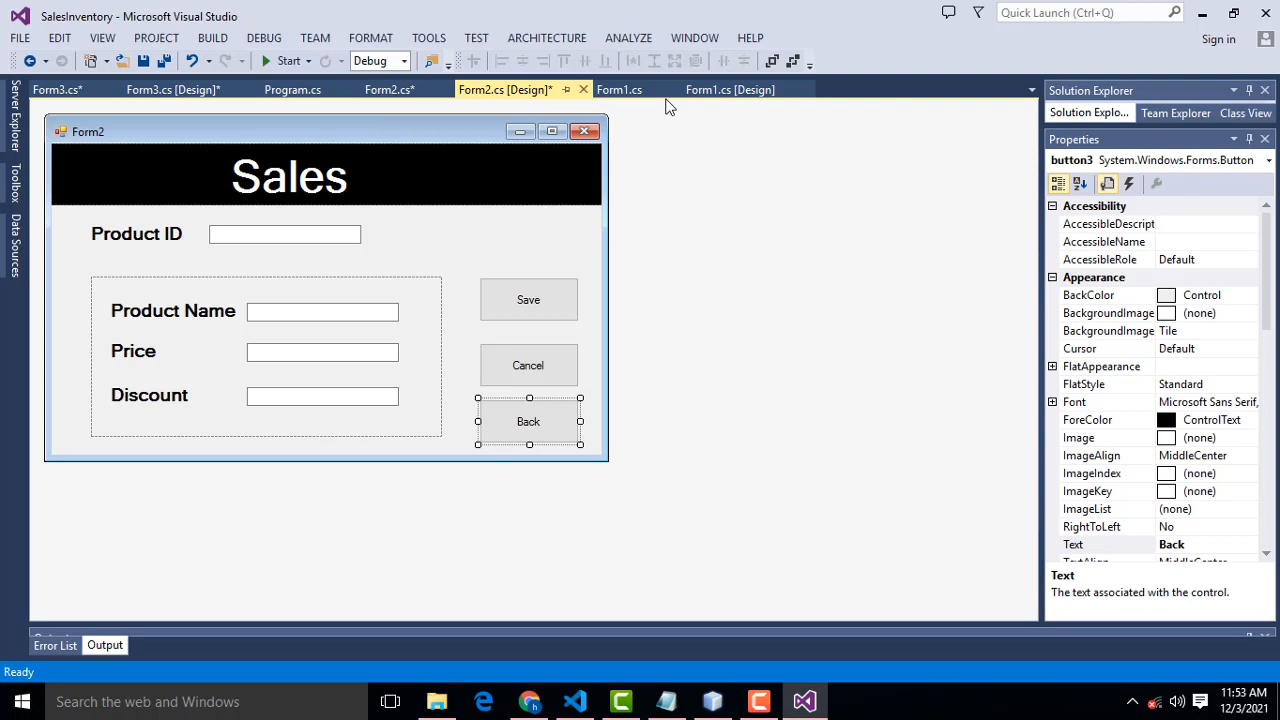 SalesInventory - Microsoft Visual Studio
Quick Launch (Ctrl+Q)
FILE EDIT VIEW PROJECT BUILD DEBUG TEAM FORMAT TOOLS TEST ARCHITECTURE ANALYZE WINDOW HELP
Sign in
Start
Debug
Form3.cs* Form3.cs [Design]* Program.cs Form2.cs* Form2.cs [Design]* Form1.cs Form1.cs [Design]
Server Explorer
Toolbox
Data Sources
Form2
Sales
Product ID
Product Name
Price
Discount
Save
Cancel
Back
Solution Explorer
Solution Explo... Team Explorer Class View
Properties
button3 System.Windows.Forms.Button
Accessibility
AccessibleDescript
AccessibleName
AccessibleRole Default
Appearance
BackColor Control
BackgroundImage (none)
BackgroundImage Tile
Cursor Default
FlatAppearance
FlatStyle Standard
Font Microsoft Sans Serif,
ForeColor ControlText
Image (none)
ImageAlign MiddleCenter
ImageIndex (none)
ImageKey (none)
ImageList (none)
RightToLeft No
Text Back
Text
The text associated with the control.
Error List Output
Ready
Search the web and Windows
11:53 AM
12/3/2021